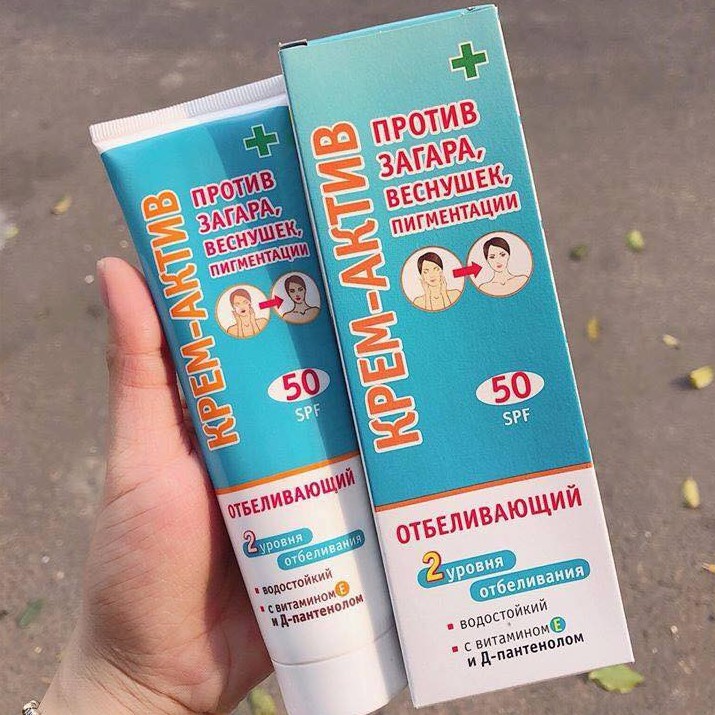 КРЕМ-АКТИВ
ПРОТИВ
ЗАГАРА,
ВЕСНУШЕК,
ПИГМЕНТАЦИИ
50
SPF
ОТБЕЛИВАЮЩИЙ
2 уровня
отбеливания
водостойкий
с витамином E
и Д-пантенолом
КРЕМ-АКТИВ
ПРОТИВ
ЗАГАРА,
ВЕСНУШЕК,
ПИГМЕНТАЦИИ
50
SPF
ОТБЕЛИВАЮЩИЙ
2 уровня
отбеливания
водостойкий
с витамином E
и Д-пантенолом